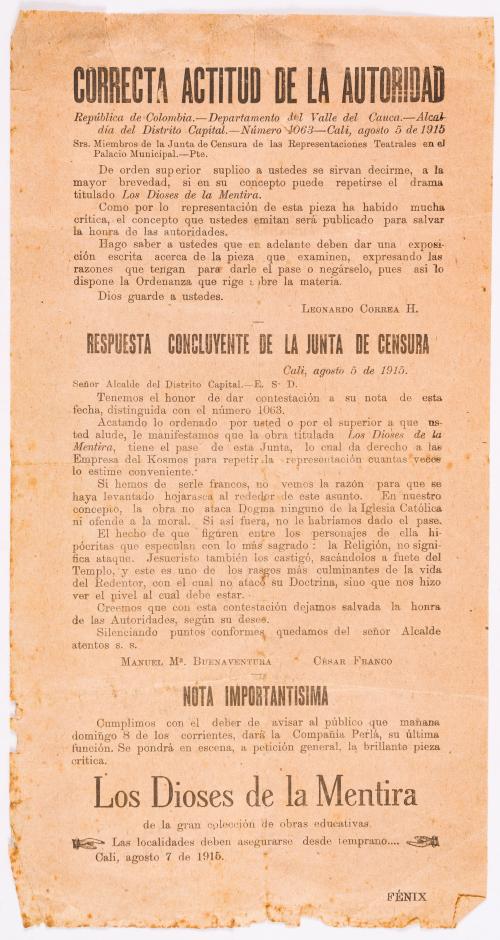 CORRECTA ACTITUD DE LA AUTORIDAD
República de Colombia.—Departamento del Valle del Cauca.—Alcal-
día del Distrito Capital.—Número 1063—Cali, agosto 5 de 1915
Srs. Miembros de la Junta de Censura de las Representaciones Teatrales en el
Palacio Municipal.—Pte.
De orden superior suplico a ustedes se sirvan decirme, a la
mayor brevedad, si en su concepto puede repetirse el drama
titulado Los Dioses de la Mentira.
Como por lo representación de esta pieza ha habido mucha
crítica, el concepto que ustedes emitan será publicado para salvar
la honra de las autoridades.
Hago saber a ustedes que en adelante deben dar una exposi-
ción escrita acerca de la pieza que examinen, expresando las
razones que tengan para darle el pase o negárselo, pues asi lo
dispone la Ordenanza que rige sobre la materia.
Dios guarde a ustedes.
LEONARDO CORREA H.
RESPUESTA CONCLUYENTE DE LA JUNTA DE CENSURA
Cali, agosto 5 de 1915.
Señor Alcalde del Distrito Capital.—E. S. D.
Tenemos el honor de dar contestación a su nota de esta
fecha, distinguida con el número 1063.
Acatando lo ordenado por usted o por el superior a que us-
ted alude, le manifestamos que la obra titulada Los Dioses de la
Mentira, tiene el pase de esta Junta, lo cual da derecho a las
Empresa del Kosmos para repetir la representación cuantas veces
lo estime conveniente.
Si hemos de serle francos, no vemos la razón para que se
haya levantado hojarasca al rededor de este asunto. En nuestro
concepto, la obra no ataca Dogma ninguno de la Iglesia Católica
ni ofende a la moral. Si así fuera, no le habríamos dado el pase.
El hecho de que figuren entre los personajes de ella hi-
pócritas que especulan con lo más sagrado: la Religión, no signi-
fica ataque. Jesucristo también los castigó, sacándolos a fuete del
Templo, y este es uno de los rasgos más culminantes de la vida
del Redentor, con el cual no atacó su Doctrina, sino que nos hizo
ver el nivel al cual debe estar.
Creemos que con esta contestación dejamos salvada la honra
de las Autoridades, según su deseo.
Silenciando puntos conformes quedamos del señor Alcalde
atentos s. s.
MANUEL Mª. BUENAVENTURA CÉSAR FRANCO
NOTA IMPORTANTISIMA
Cumplimos con el deber de avisar al público que mañana
domingo 8 de los corrientes, dará la Compañia Perlá, su última
función. Se pondrá en escena, a petición general, la brillante pieza
crítica.
Los Dioses de la Mentira
de la gran colección de obras educativas.
Las localidades deben asegurarse desde temprano....
Cali, agosto 7 de 1915.
FÉNIX